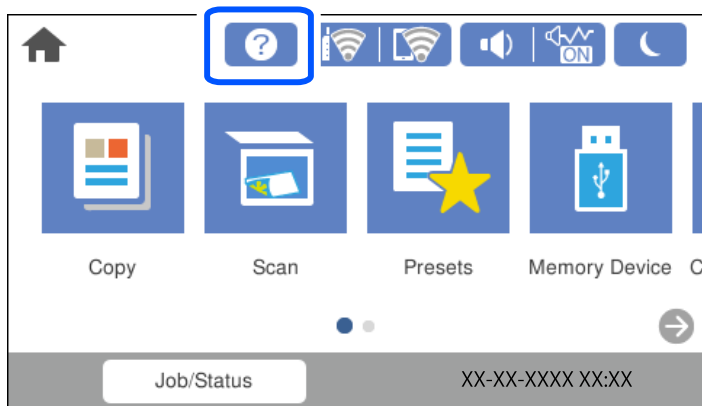 ?
ON
Copy
Scan
Presets
Memory Device
C
Job/Status
XX-XX-XXXX XX:XX